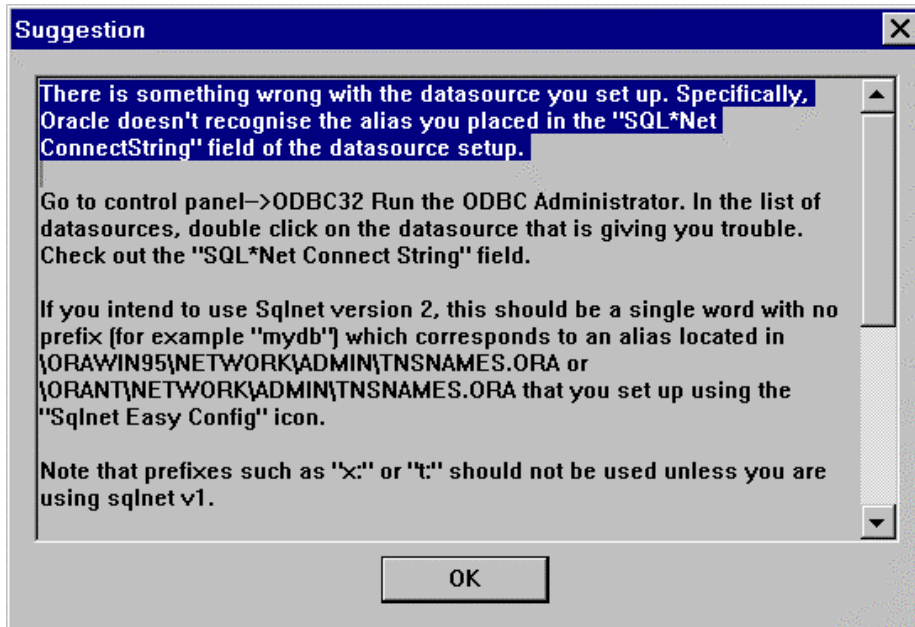 Suggestion
There is something wrong with the datasource you set up. Specifically,
Oracle doesn't recognise the alias you placed in the "SQL*Net
ConnectString" field of the datasource setup.
Go to control panel-->ODBC32 Run the ODBC Administrator. In the list of
datasources, double click on the datasource that is giving you trouble.
Check out the "SQL*Net Connect String" field.
If you intend to use Sqlnet version 2, this should be a single word with no
prefix (for example "mydb") which corresponds to an alias located in
\ORAWIN95\NETWORK\ADMIN\TNSNAMES.ORA or
\ORANT\NETWORK\ADMIN\TNSNAMES.ORA that you set up using the
"Sqlnet Easy Config" icon.
Note that prefixes such as "x:" or "t:" should not be used unless you are
using sqlnet v1.
OK